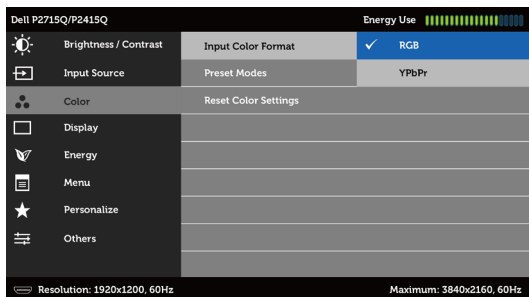 Dell P2715Q/P2415Q Energy Use
Brightness / Contrast Input Color Format RGB
Input Source Preset Modes YPbPr
Color Reset Color Settings
Display
Energy
Menu
Personalize
Others
Resolution: 1920x1200, 60Hz Maximum: 3840x2160, 60Hz